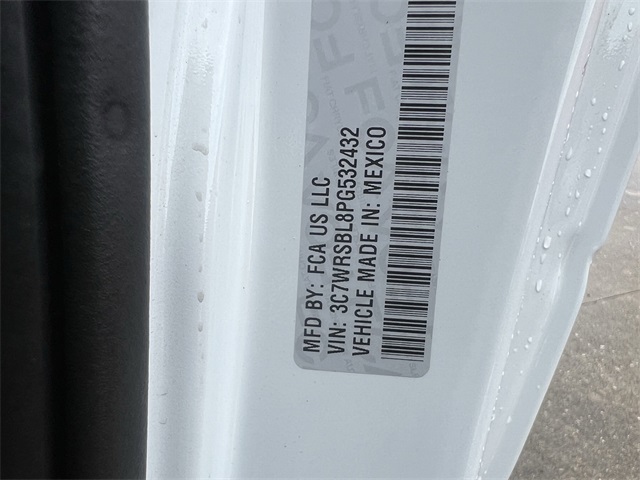 MFD BY: FCA US LLC
VIN: 3C7WRSBL8PG532432
VEHICLE MADE IN: MEXICO